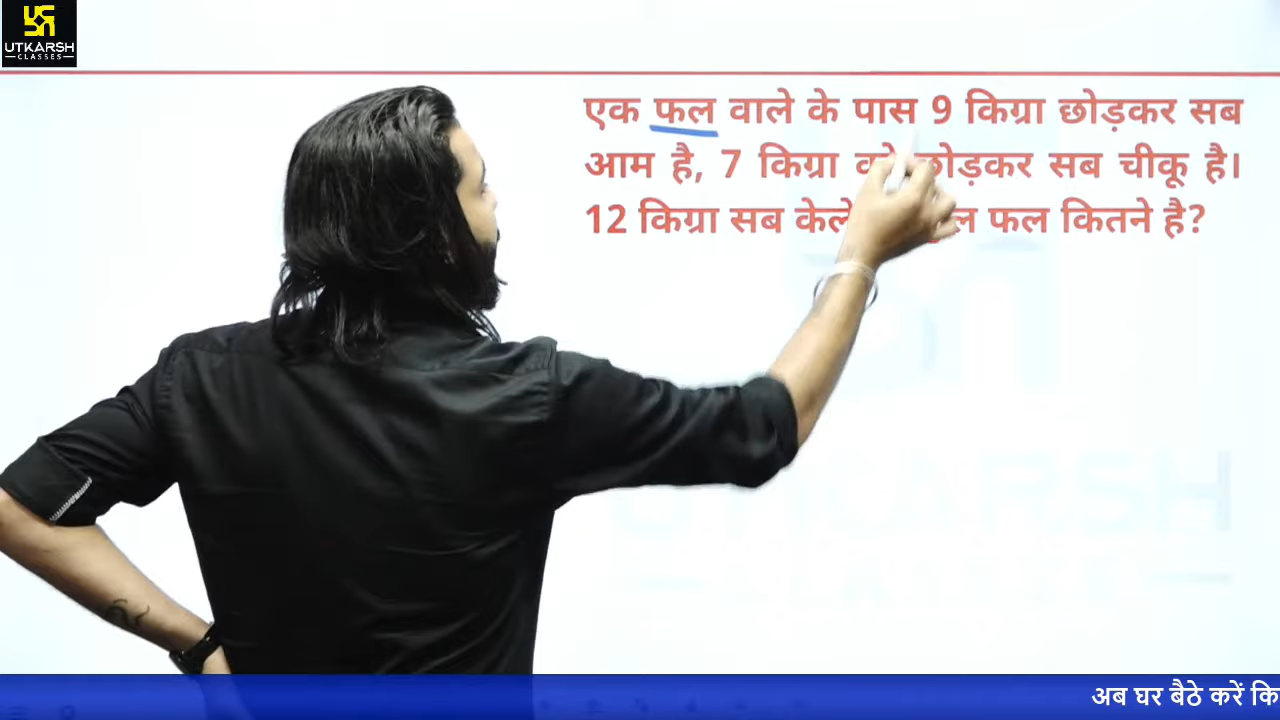 UTKARSH
CLASSES
एक फल वाले के पास 9 किग्रा छोड़कर सब
आम है, 7 किग्रा को छोड़कर सब चीकू है।
12 किग्रा सब केले फल कितने है?
अब घर बैठे करें कि